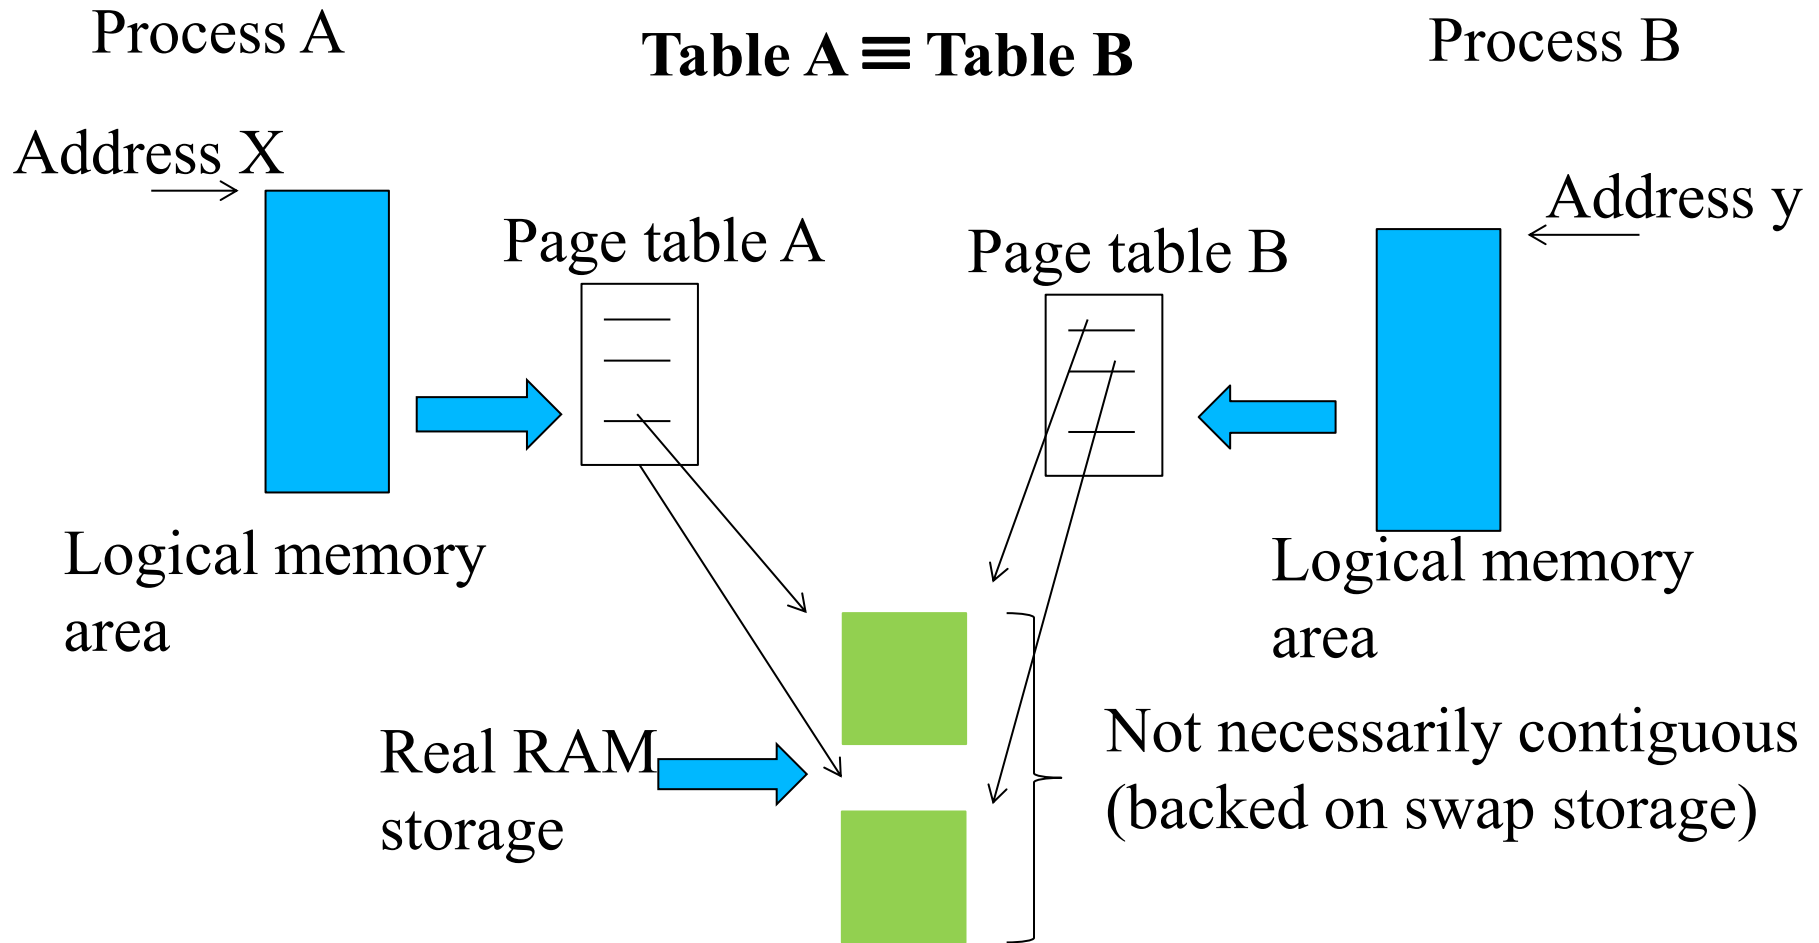 Process A
Table A ≡ Table B
Process B
Address X
Address y
Page table A
Page table B
Logical memory
area
Logical memory
area
Real RAM
storage
Not necessarily contiguous
(backed on swap storage)